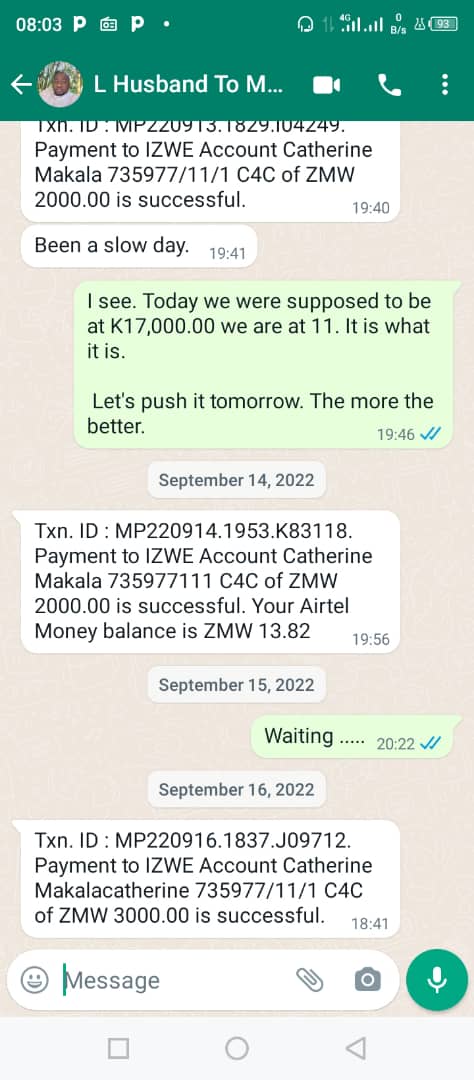 08:03 P P • 4G 0 B/s 93
L Husband To M...
Txn. ID : MP220913.1829.I04249.
Payment to IZWE Account Catherine
Makala 735977/11/1 C4C of ZMW
2000.00 is successful. 19:40
Been a slow day. 19:41
I see. Today we were supposed to be
at K17,000.00 we are at 11. It is what
it is.
Let's push it tomorrow. The more the
better. 19:46
September 14, 2022
Txn. ID : MP220914.1953.K83118.
Payment to IZWE Account Catherine
Makala 735977111 C4C of ZMW
2000.00 is successful. Your Airtel
Money balance is ZMW 13.82 19:56
September 15, 2022
Waiting ..... 20:22
September 16, 2022
Txn. ID : MP220916.1837.J09712.
Payment to IZWE Account Catherine
Makalacatherine 735977/11/1 C4C
of ZMW 3000.00 is successful. 18:41
Message